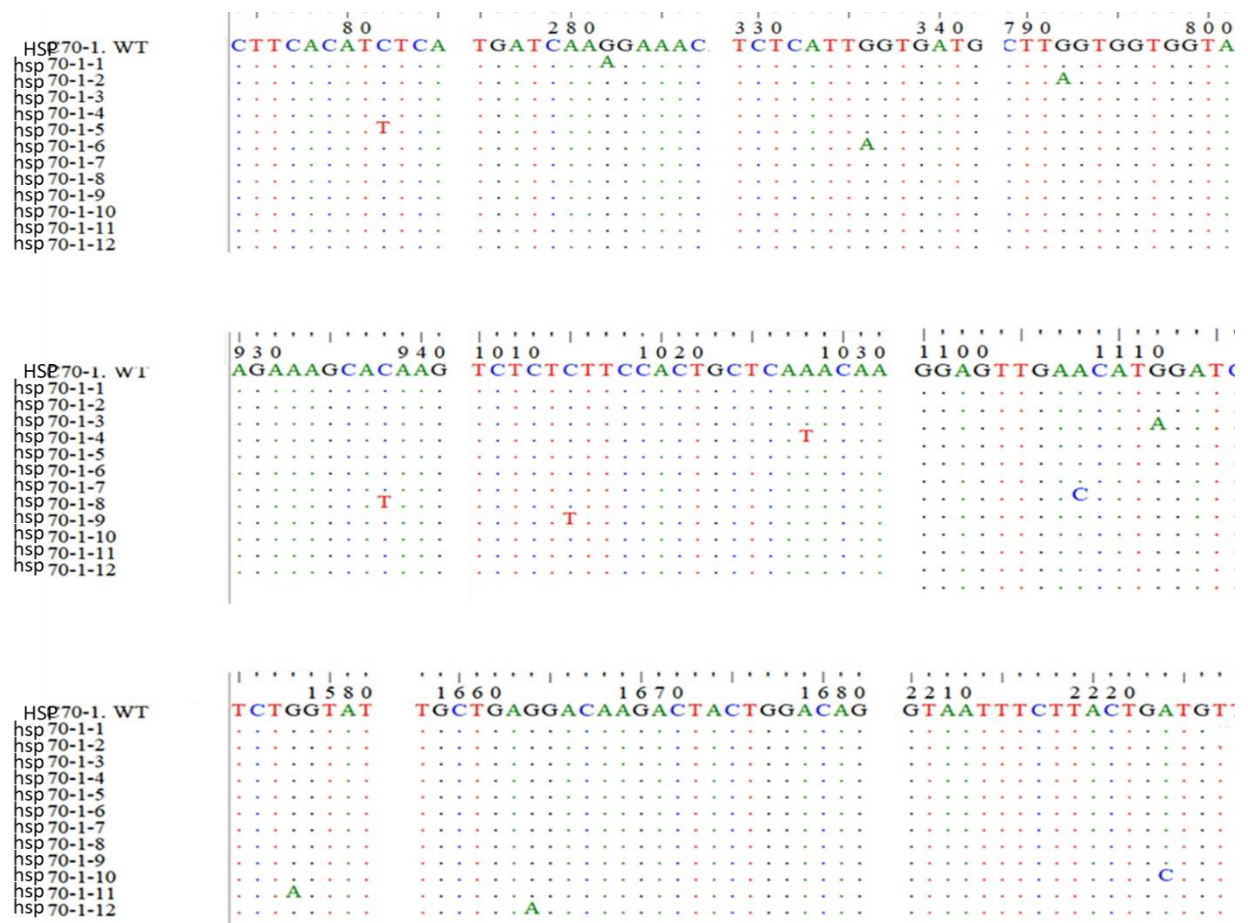 80 280 330 340 790 800
HSP270-1. WT CTTCACATCTCA TGATCAAGGAAAC TCTCATTGGTGATG CTTGGTGGTGGTA
hsp 70-1-1 A
hsp 70-1-2 A
hsp 70-1-3
hsp 70-1-4
hsp 70-1-5 T
hsp 70-1-6 A
hsp 70-1-7
hsp 70-1-8
hsp 70-1-9
hsp 70-1-10
hsp 70-1-11
hsp 70-1-12
930 940 1010 1020 1030 1100 1110
HSP270-1. WT AGAAAGCACAAG TCTCTCTTCCACTGCTCAAACAA GGAGTTGAACATGGATC
hsp 70-1-1
hsp 70-1-2
hsp 70-1-3 A
hsp 70-1-4 T
hsp 70-1-5
hsp 70-1-6
hsp 70-1-7 C
hsp 70-1-8 T
hsp 70-1-9 T
hsp 70-1-10
hsp 70-1-11
hsp 70-1-12
1580 1660 1670 1680 2210 2220
HSP270-1. WT TCTGGTAT TGCTGAGGACAAGACTACTGGACAG GTAATTTCTTACTGATGTT
hsp 70-1-1
hsp 70-1-2
hsp 70-1-3
hsp 70-1-4
hsp 70-1-5
hsp 70-1-6
hsp 70-1-7
hsp 70-1-8
hsp 70-1-9
hsp 70-1-10 C
hsp 70-1-11 A
hsp 70-1-12 A